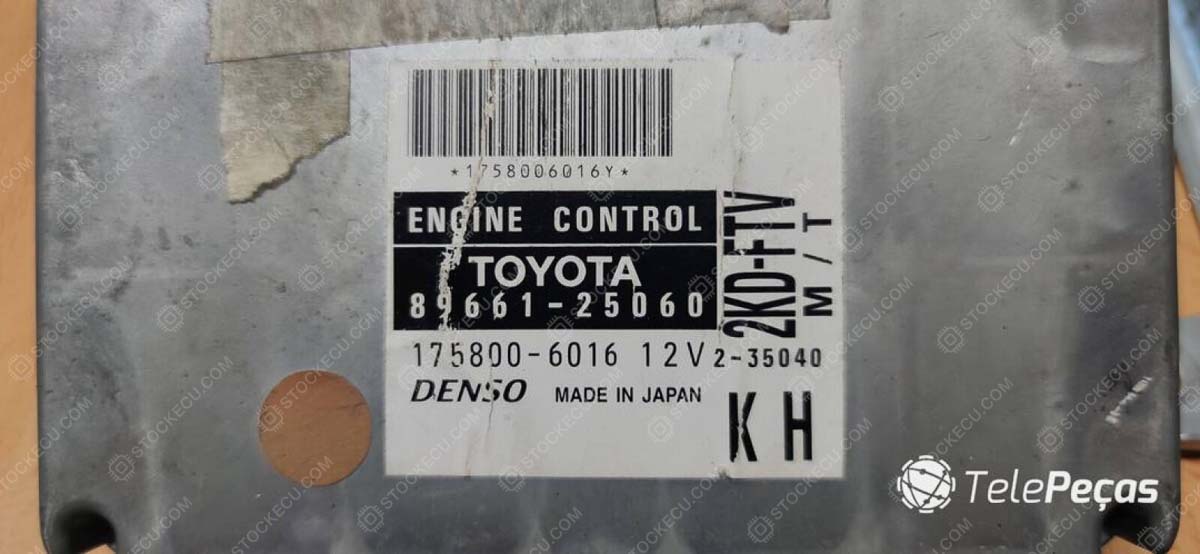 *1758006016Y*
ENGINE CONTROL
TOYOTA
89661-25060
175800-6016 12V
DENSO MADE IN JAPAN
2KD-FTV
M/T
2-35040
KH
TelePeças
STOCKECU.COM